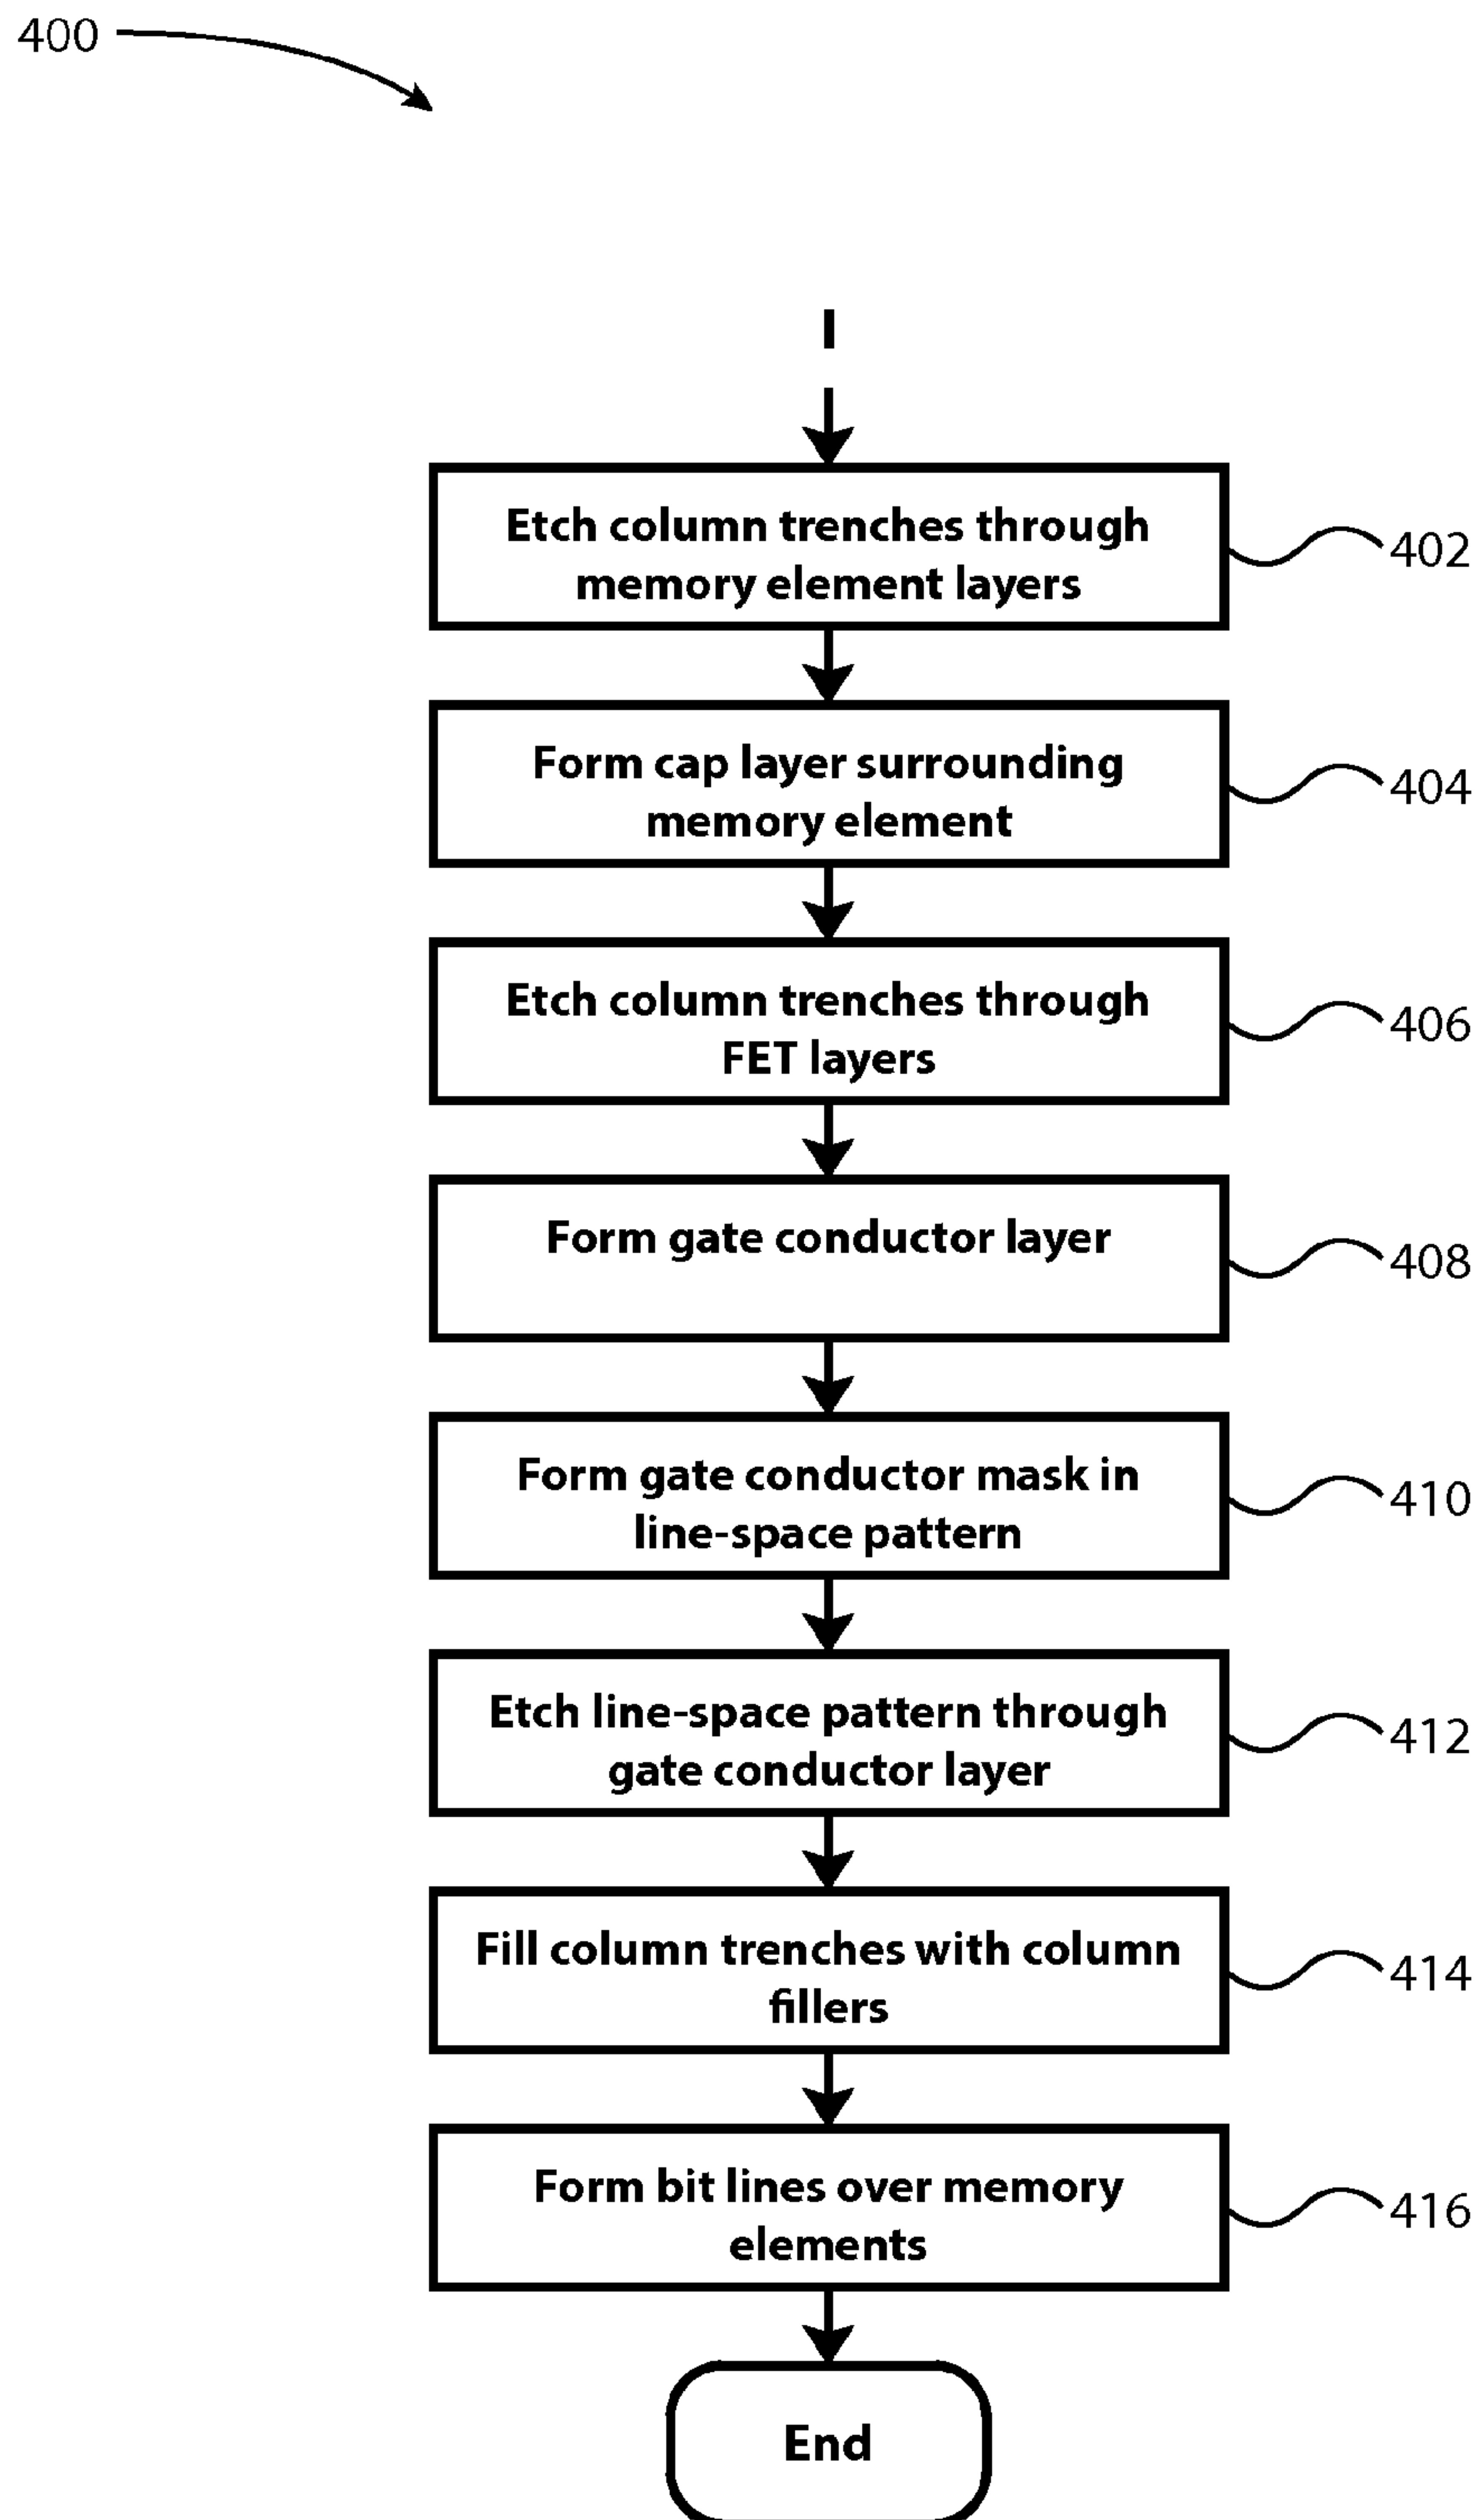 400
Etch column trenches through
memory element layers
402
Form cap layer surrounding
memory element
404
Etch column trenches through
FET layers
406
Form gate conductor layer
408
Form gate conductor mask in
line-space pattern
410
Etch line-space pattern through
gate conductor layer
412
Fill column trenches with column
fillers
414
Form bit lines over memory
elements
416
End